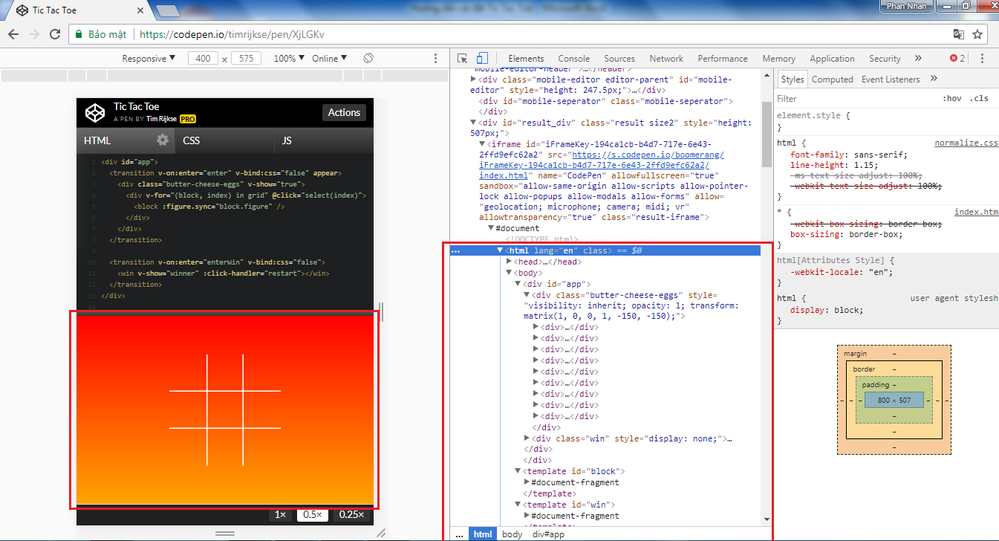 Tic Tac Toe
Phan Nhan
Bảo mật
https://codepen.io/timrijkse/pen/XjLGKv
Responsive ▼ 400 × 575 100% ▼ Online ▼
Tic Tac Toe
A PEN BY Tim Rijkse PRO
Actions
HTML CSS JS
1 <div id="app">
2 <transition v-on:enter="enter" v-bind:css="false" appear>
3 <div class="butter-cheese-eggs" v-show="true">
4 <div v-for="(block, index) in grid" @click="select(index)">
5 <block :figure.sync="block.figure" />
6 </div>
7 </div>
8 </transition>
9
10 <transition v-on:enter="enterWin" v-bind:css="false">
11 <win v-show="winner" :click-handler="restart"></win>
12 </transition>
13 </div>
14
1× 0.5× 0.25×
Elements Console Sources Network Performance Memory Application Security » 2
mobile-editor-header">…</header>
▶<div class="mobile-editor editor-parent" id="mobile-
editor" style="height: 247.5px;">…</div>
<div id="mobile-seperator" class="mobile-seperator">
</div>
▼<div id="result_div" class="result size2" style="height:
507px;">
▼<iframe id="iFrameKey-194ca1cb-b4d7-717e-6e43-
2ffd9efc62a2" src="https://s.codepen.io/boomerang/
iFrameKey-194ca1cb-b4d7-717e-6e43-2ffd9efc62a2/
index.html" name="CodePen" allowfullscreen="true"
sandbox="allow-same-origin allow-scripts allow-pointer-
lock allow-popups allow-modals allow-forms" allow=
"geolocation; microphone; camera; midi; vr"
allowtransparency="true" class="result-iframe">
▼#document
<!DOCTYPE html>
… ▼<html lang="en" class> == $0
▶<head>…</head>
▼<body>
▼<div id="app">
▼<div class="butter-cheese-eggs" style=
"visibility: inherit; opacity: 1; transform:
matrix(1, 0, 0, 1, -150, -150);">
▶<div>…</div>
▶<div>…</div>
▶<div>…</div>
▶<div>…</div>
▶<div>…</div>
▶<div>…</div>
▶<div>…</div>
▶<div>…</div>
▶<div>…</div>
</div>
▶<div class="win" style="display: none;">…
</div>
</div>
▼<template id="block">
▶#document-fragment
</template>
▼<template id="win">
▶#document-fragment
</template>
… html body div#app
Styles Computed Event Listeners »
Filter :hov .cls
element.style {
}
html { normalize.css
font-family: sans-serif;
line-height: 1.15;
-ms-text-size-adjust: 100%;
-webkit-text-size-adjust: 100%;
}
* { index.htm
-webkit-box-sizing: border-box;
box-sizing: border-box;
}
html[Attributes Style] {
-webkit-locale: "en";
}
html { user agent stylesh
display: block;
}
margin –
border –
padding –
– – – 800 × 507 – – –
–
–
–